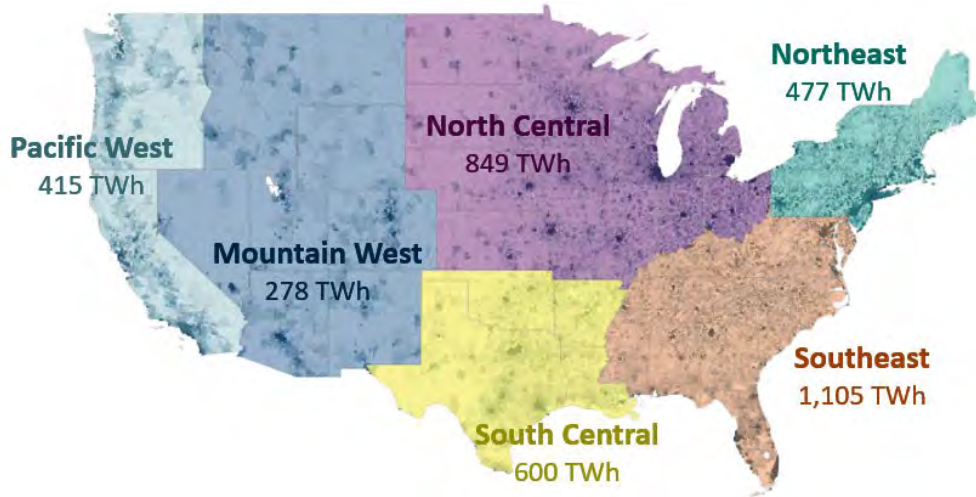 Northeast
477 TWh
North Central
849 TWh
Pacific West
415 TWh
Mountain West
278 TWh
Southeast
1,105 TWh
South Central
600 TWh